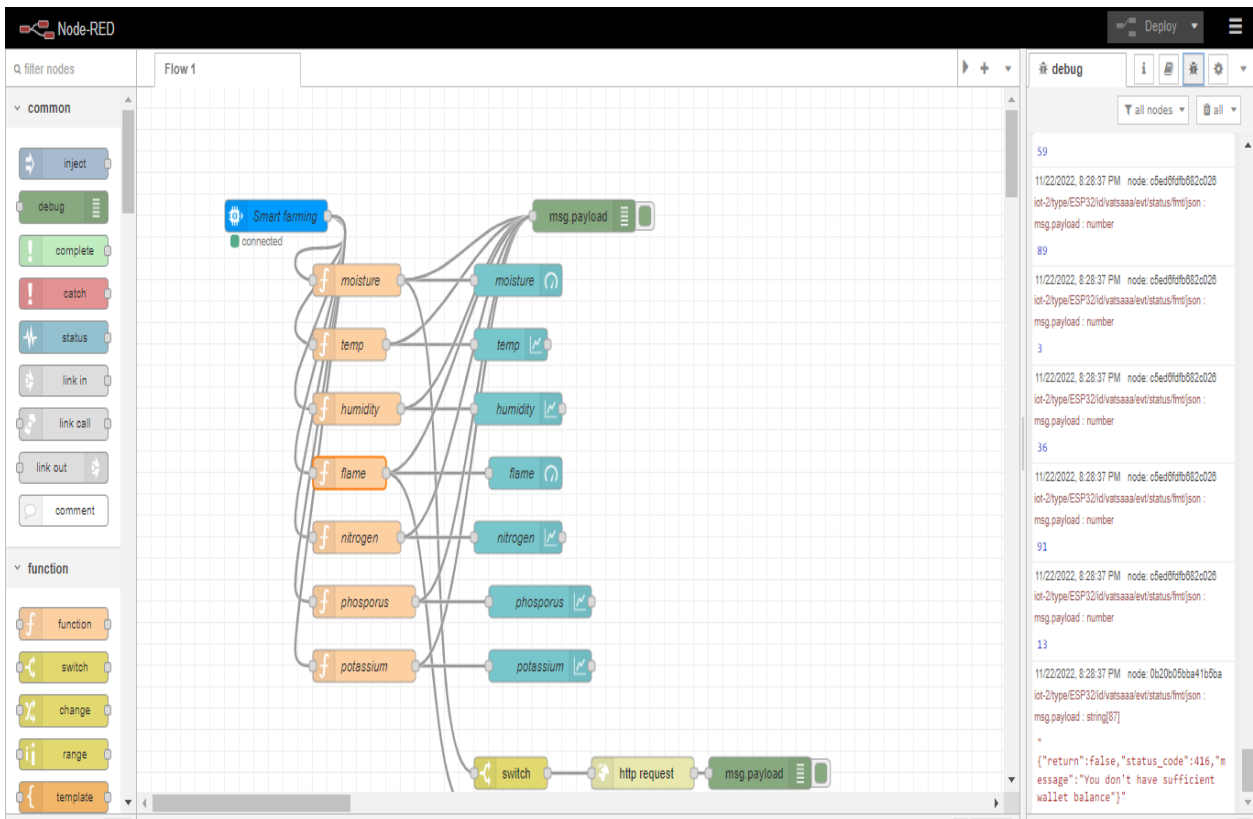 Node-RED
Deploy
filter nodes
Flow 1
debug
i
common
all nodes
all
inject
debug
complete
catch
status
link in
link call
link out
comment
function
function
switch
change
range
template
Smart farming
connected
msg.payload
moisture
moisture
temp
temp
humidity
humidity
flame
flame
nitrogen
nitrogen
phosporus
phosporus
potassium
potassium
switch
http request
msg.payload
59
11/22/2022, 8:28:37 PM node: c5ed6fdfb682c026
iot-2/type/ESP32/id/vatsaaa/evt/status/fmt/json :
msg.payload : number
89
11/22/2022, 8:28:37 PM node: c5ed6fdfb682c026
iot-2/type/ESP32/id/vatsaaa/evt/status/fmt/json :
msg.payload : number
3
11/22/2022, 8:28:37 PM node: c5ed6fdfb682c026
iot-2/type/ESP32/id/vatsaaa/evt/status/fmt/json :
msg.payload : number
36
11/22/2022, 8:28:37 PM node: c5ed6fdfb682c026
iot-2/type/ESP32/id/vatsaaa/evt/status/fmt/json :
msg.payload : number
91
11/22/2022, 8:28:37 PM node: c5ed6fdfb682c026
iot-2/type/ESP32/id/vatsaaa/evt/status/fmt/json :
msg.payload : number
13
11/22/2022, 8:28:37 PM node: 0b20b05bba41b5ba
iot-2/type/ESP32/id/vatsaaa/evt/status/fmt/json :
msg.payload : string[87]
"
{"return":false,"status_code":416,"m
essage":"You don't have sufficient
wallet balance"}"